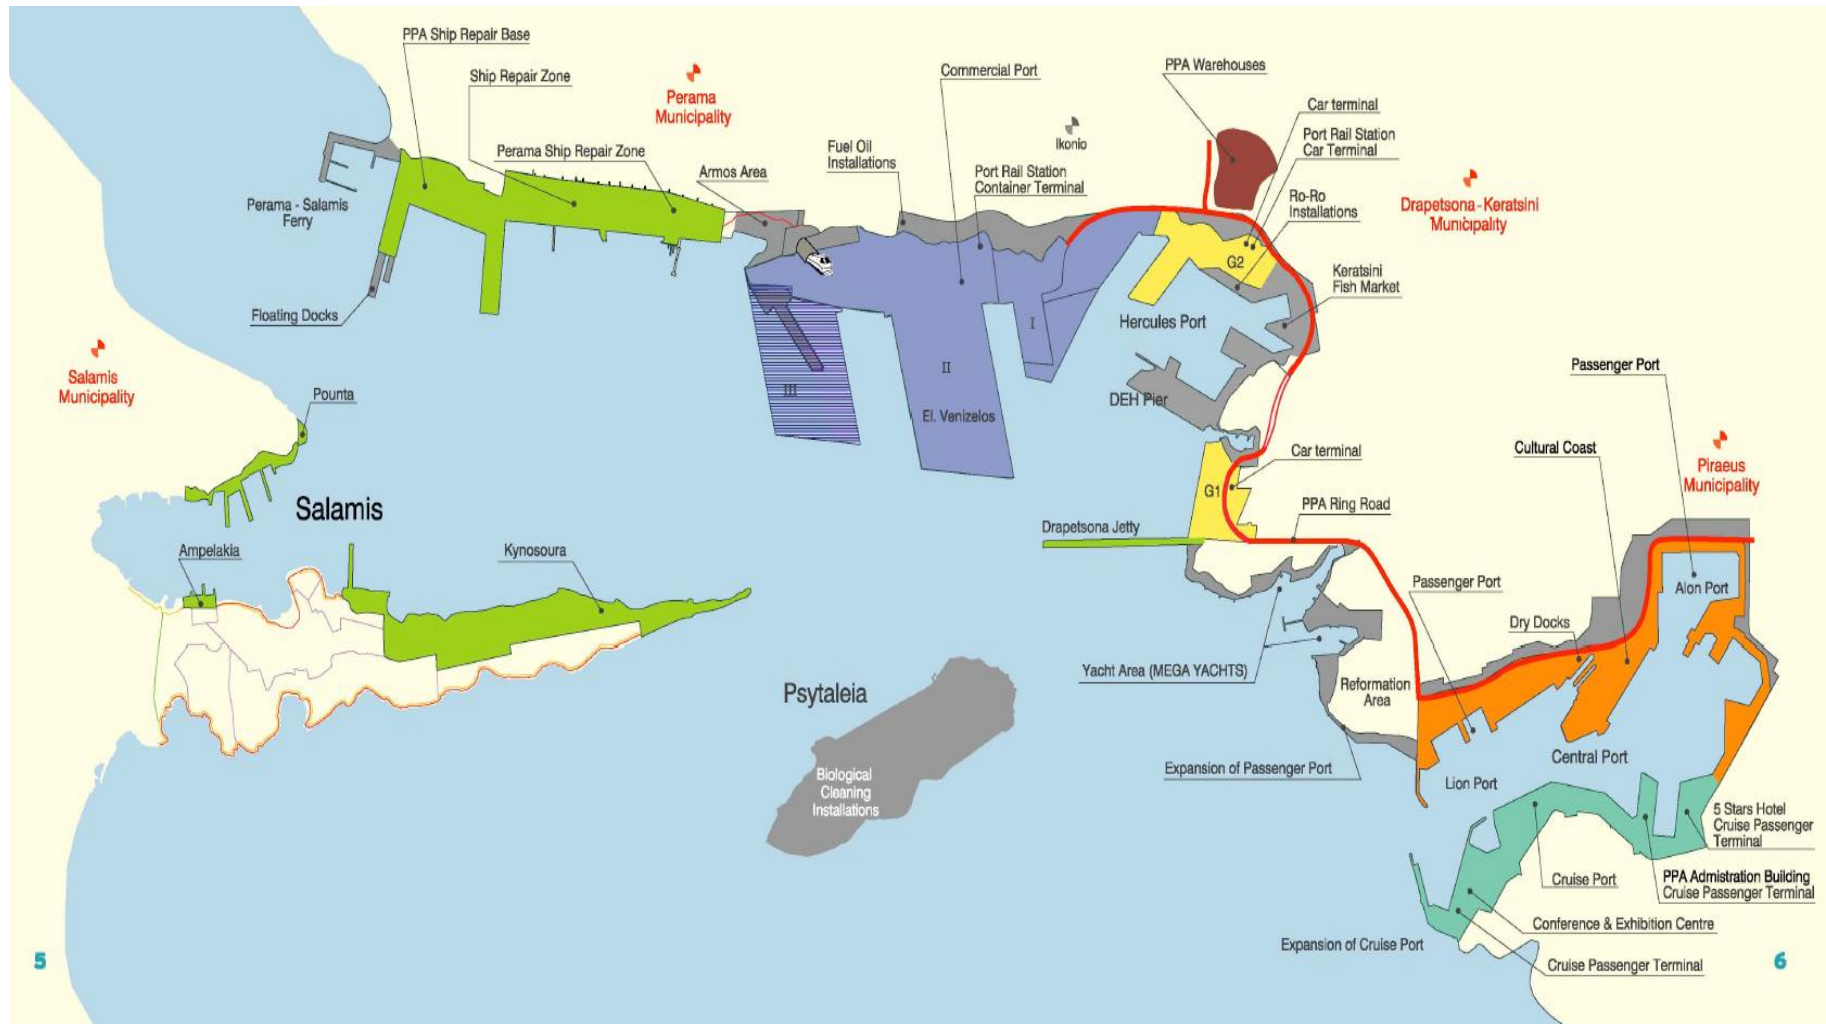 PPA Ship Repair Base
Ship Repair Zone
Perama
Municipality
Perama Ship Repair Zone
Armos Area
Fuel Oil
Installations
Commercial Port
Port Rail Station
Container Terminal
Ikonio
PPA Warehouses
Car terminal
Port Rail Station
Car Terminal
Ro-Ro
Installations
Drapetsona-Keratsini
Municipality
Perama - Salamis
Ferry
Floating Docks
G2
Keratsini
Fish Market
Hercules Port
I
II
III
El. Venizelos
DEH Pier
Salamis
Municipality
Pounta
Salamis
Ampelakia
Kynosoura
Passenger Port
Cultural Coast
Piraeus
Municipality
Car terminal
G1
PPA Ring Road
Drapetsona Jetty
Passenger Port
Alon Port
Dry Docks
Yacht Area (MEGA YACHTS)
Reformation
Area
Psytaleia
Biological
Cleaning
Installations
Expansion of Passenger Port
Lion Port
Central Port
5 Stars Hotel
Cruise Passenger
Terminal
Cruise Port
PPA Admistration Building
Cruise Passenger Terminal
Conference & Exhibition Centre
Expansion of Cruise Port
Cruise Passenger Terminal
5
6